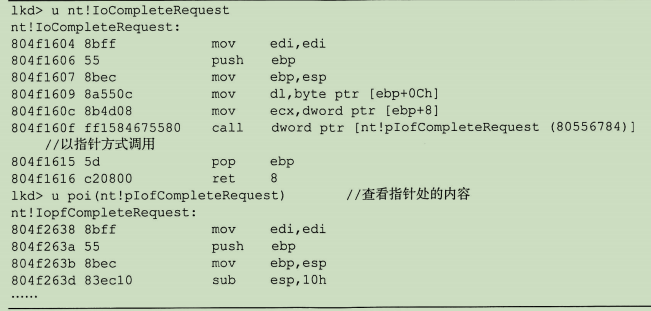 lkd> u nt!IoCompleteRequest
nt!IoCompleteRequest:
804f1604 8bff mov edi,edi
804f1606 55 push ebp
804f1607 8bec mov ebp,esp
804f1609 8a550c mov dl,byte ptr [ebp+0Ch]
804f160c 8b4d08 mov ecx,dword ptr [ebp+8]
804f160f ff1584675580 call dword ptr [nt!pIofCompleteRequest (80556784)]
//以指针方式调用
804f1615 5d pop ebp
804f1616 c20800 ret 8
lkd> u poi(nt!pIofCompleteRequest) //查看指针处的内容
nt!IopfCompleteRequest:
804f2638 8bff mov edi,edi
804f263a 55 push ebp
804f263b 8bec mov ebp,esp
804f263d 83ec10 sub esp,10h
……